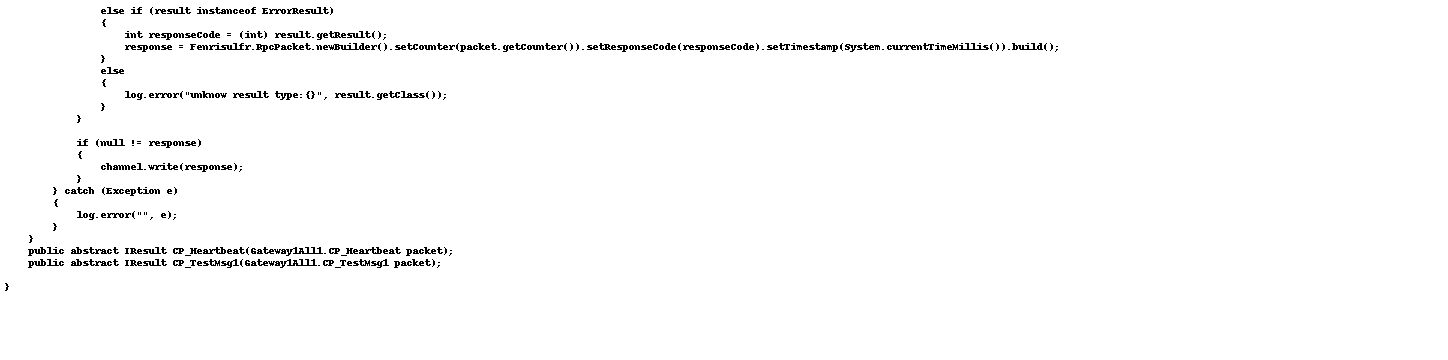 else if (result instanceof ErrorResult)
{
int responseCode = (int) result.getResult();
response = Fenrisulfr.RpcPacket.newBuilder().setCounter(packet.getCounter()).setResponseCode(responseCode).setTimestamp(System.currentTimeMillis()).build();
}
else
{
log.error("unknow result type:{}", result.getClass());
}
}
if (null != response)
{
channel.write(response);
}
} catch (Exception e)
{
log.error("", e);
}
}
public abstract IResult CP_Heartbeat(Gateway1All1.CP_Heartbeat packet);
public abstract IResult CP_TestMsg1(Gateway1All1.CP_TestMsg1 packet);
}